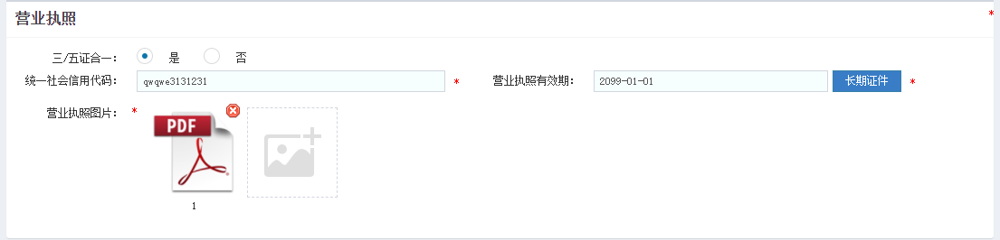 营业执照 *
三/五证合一： 是 否
统一社会信用代码： qwqwe3131231 * 营业执照有效期： 2099-01-01 长期证件 *
营业执照图片： *
PDF
1